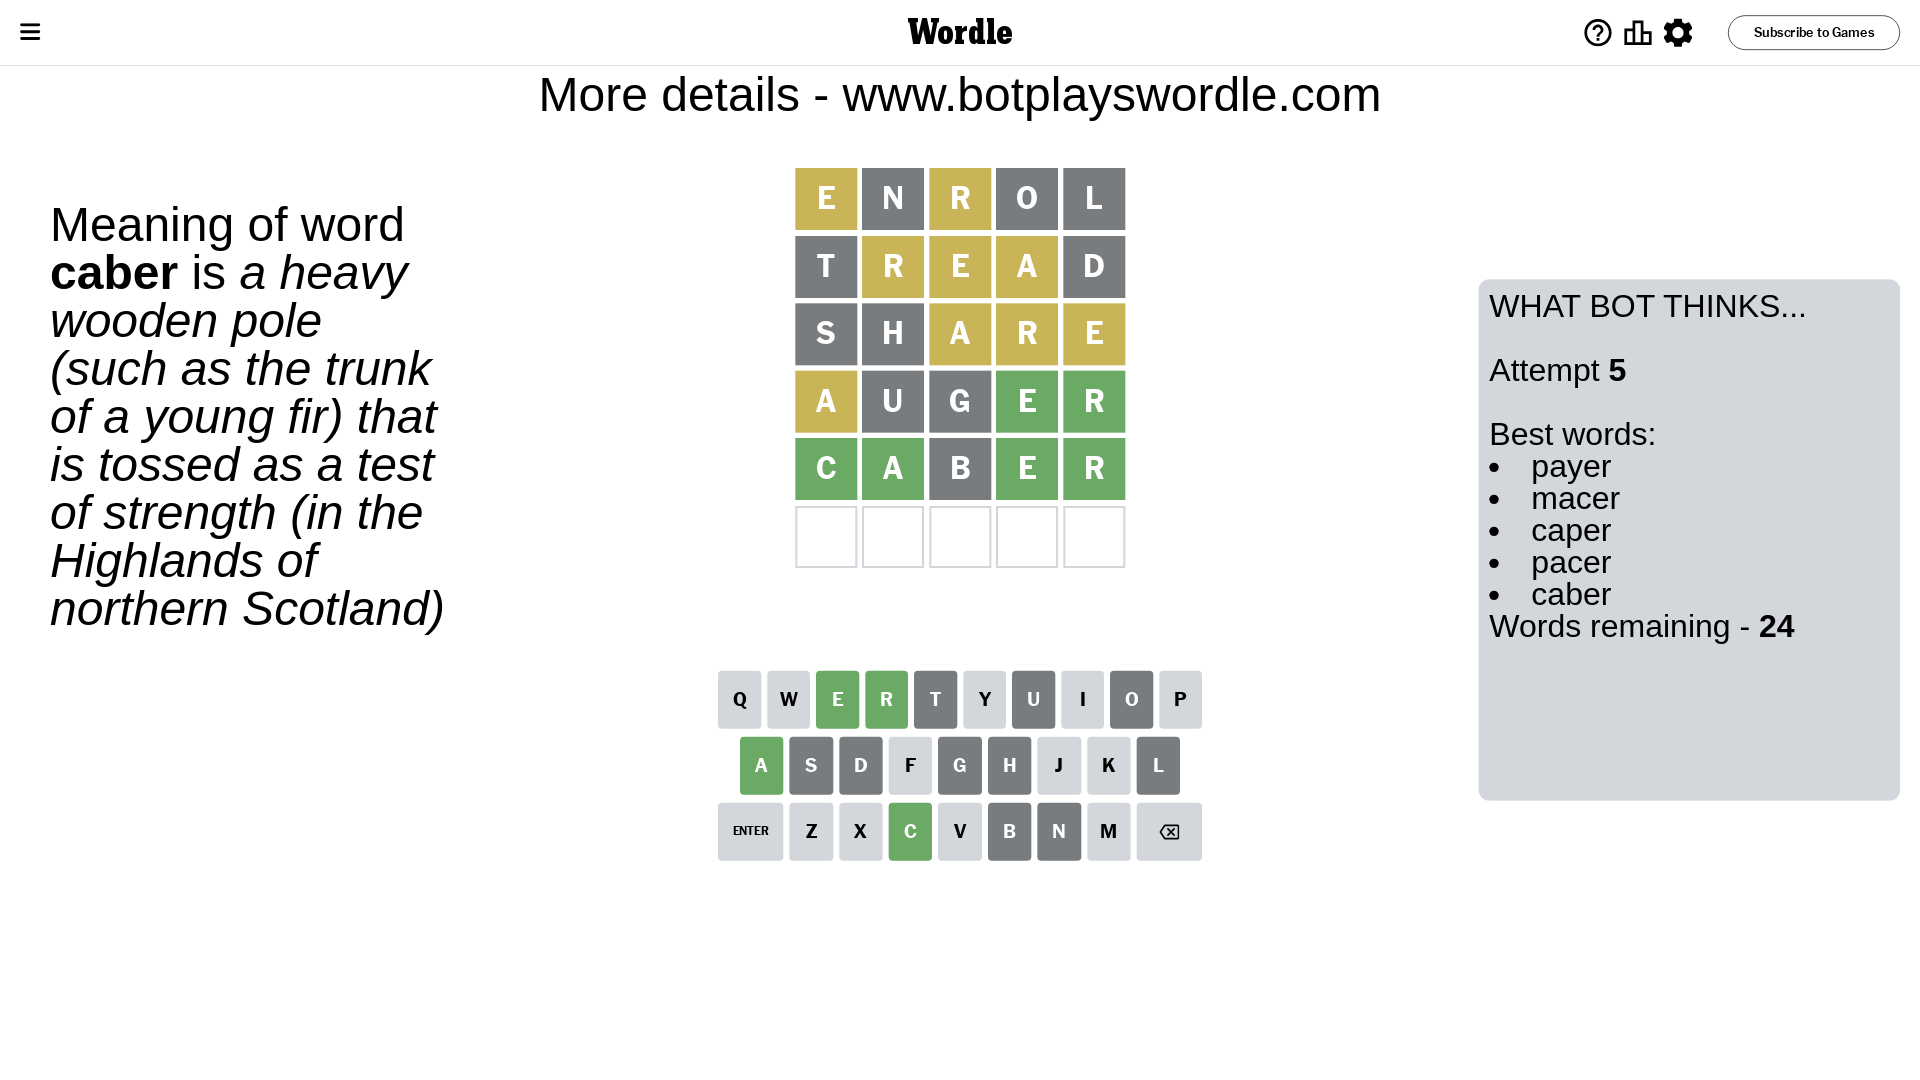 Wordle
Subscribe to Games
More details - www.botplayswordle.com
Meaning of word
caber is a heavy
wooden pole
(such as the trunk
of a young fir) that
is tossed as a test
of strength (in the
Highlands of
northern Scotland)
E N R O L
T R E A D
S H A R E
A U G E R
C A B E R
WHAT BOT THINKS...
Attempt 5
Best words:
• payer
• macer
• caper
• pacer
• caber
Words remaining - 24
Q W E R T Y U I O P
A S D F G H J K L
ENTER Z X C V B N M